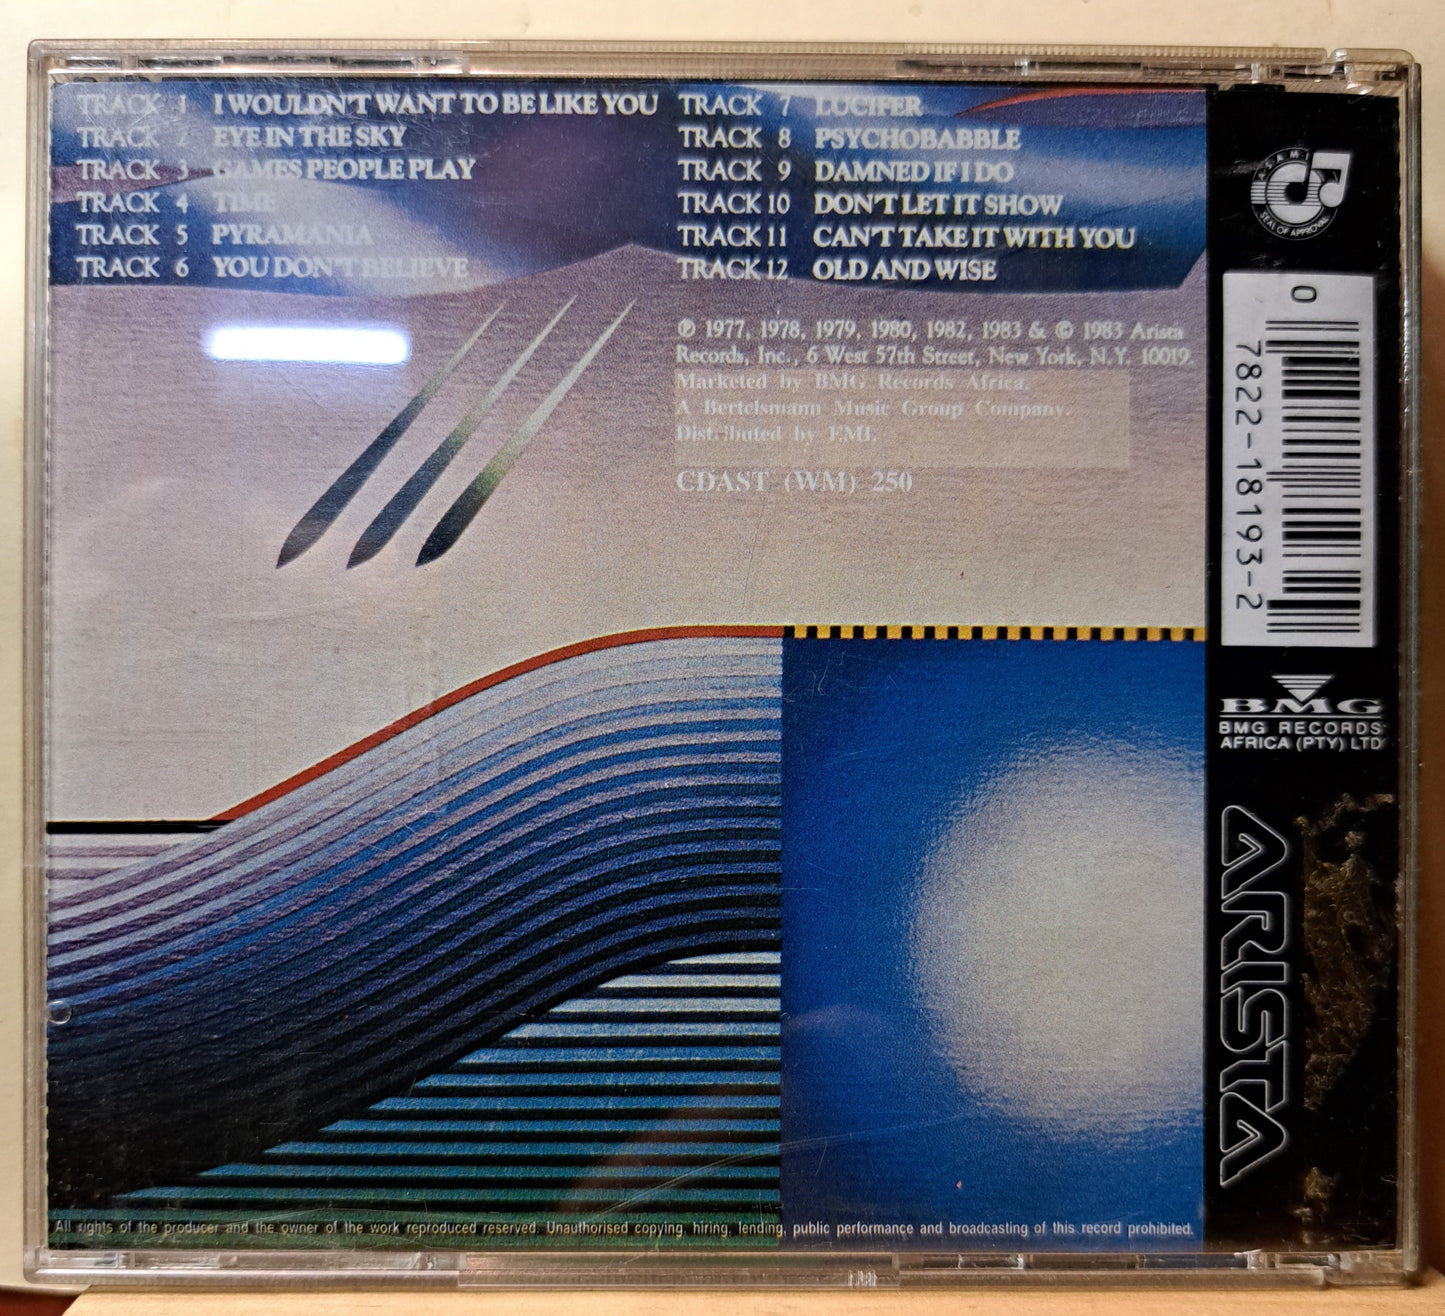 TRACK 1 I WOULDN'T WANT TO BE LIKE YOU
TRACK 2 EYE IN THE SKY
TRACK 3 GAMES PEOPLE PLAY
TRACK 4 TIME
TRACK 5 PYRAMANIA
TRACK 6 YOU DON'T BELIEVE
TRACK 7 LUCIFER
TRACK 8 PSYCHOBABBLE
TRACK 9 DAMNED IF I DO
TRACK 10 DON'T LET IT SHOW
TRACK 11 CAN'T TAKE IT WITH YOU
TRACK 12 OLD AND WISE
℗ 1977, 1978, 1979, 1980, 1982, 1983 & © 1983 Arista
Records, Inc., 6 West 57th Street, New York, N.Y. 10019.
Marketed by BMG Records Africa.
A Bertelsmann Music Group Company.
Distributed by EMI.
CDAST (WM) 250
ASAMI
SEAL OF APPROVAL
0
7822-18193-2
BMG
BMG RECORDS
AFRICA (PTY) LTD
ARISTA
All rights of the producer and the owner of the work reproduced reserved. Unauthorised copying, hiring, lending, public performance and broadcasting of this record prohibited.